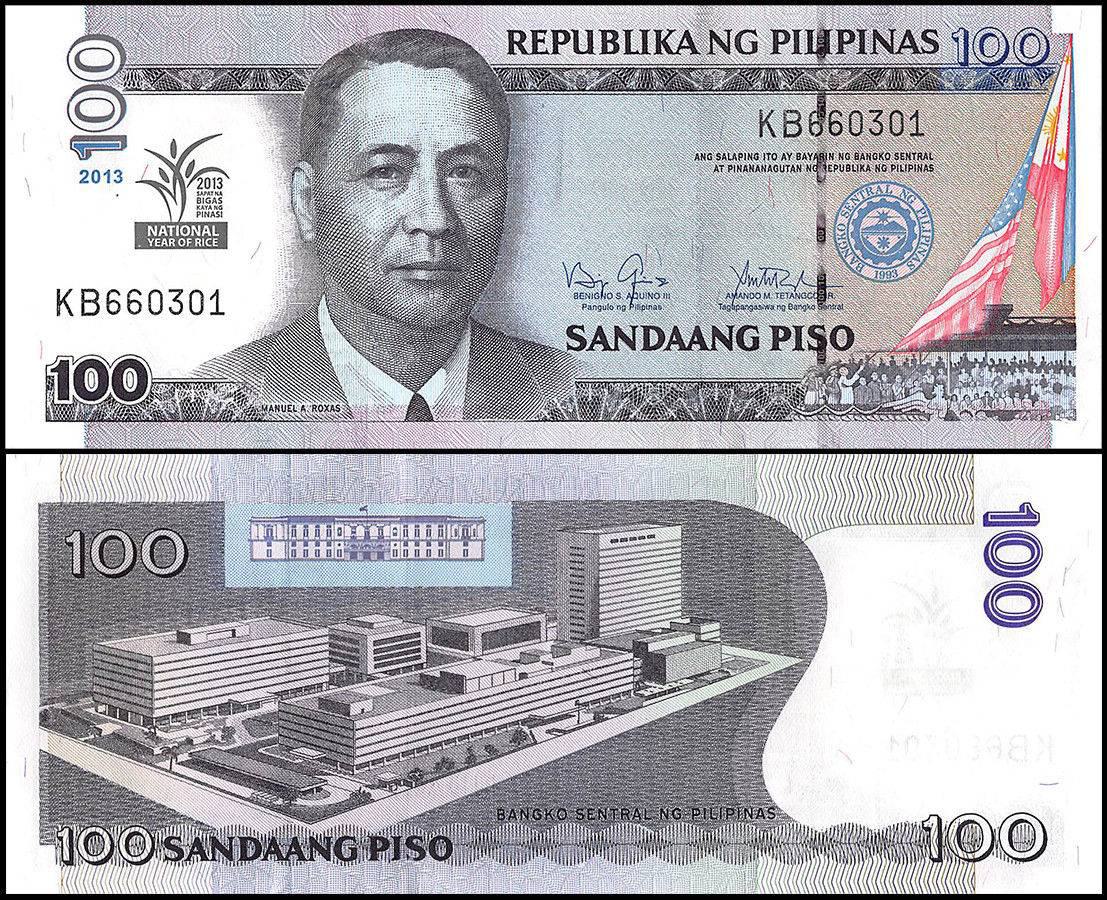 REPUBLIKA NG PILIPINAS 100
100
2013
KB660301
ANG SALAPING ITO AY BAYARIN NG BANGKO SENTRAL
AT PINANANAGUTAN NG REPUBLIKA NG PILIPINAS
2013
SAPAT NA
BIGAS
KAYA NG
PINAS!
NATIONAL
YEAR OF RICE
BANGKO SENTRAL NG PILIPINAS
1993
KB660301
BENIGNO S. AQUINO III
Pangulo ng Pilipinas
AMANDO M. TETANGCO, JR.
Tagapangasiwa ng Bangko Sentral
SANDAANG PISO
100
MANUEL A. ROXAS
100
100
BANGKO SENTRAL NG PILIPINAS
100 SANDAANG PISO
100